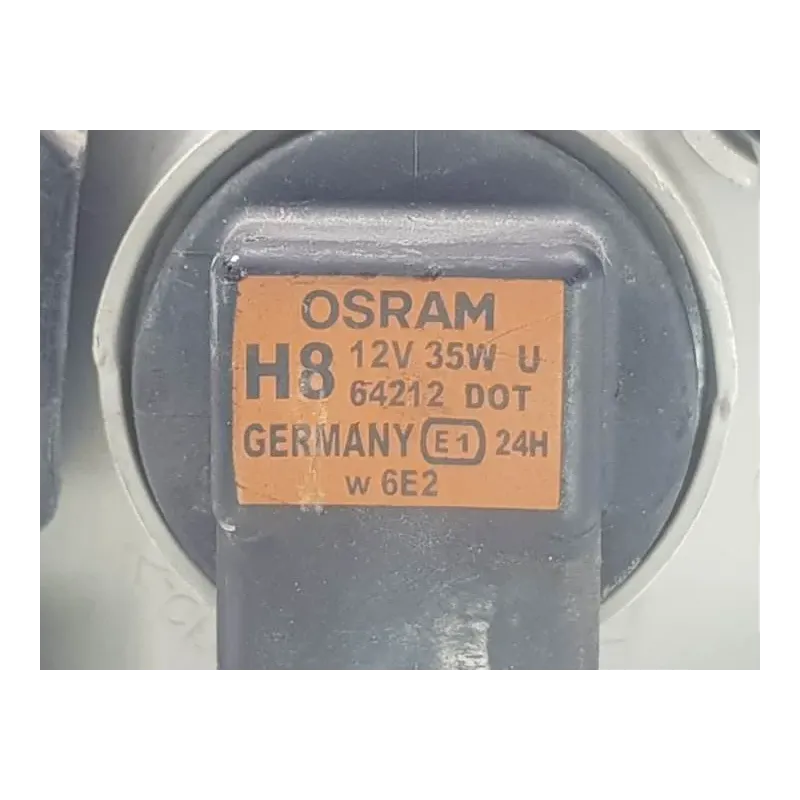 OSRAM
H8 12V 35W U
64212 DOT
GERMANY E1 24H
w 6E2